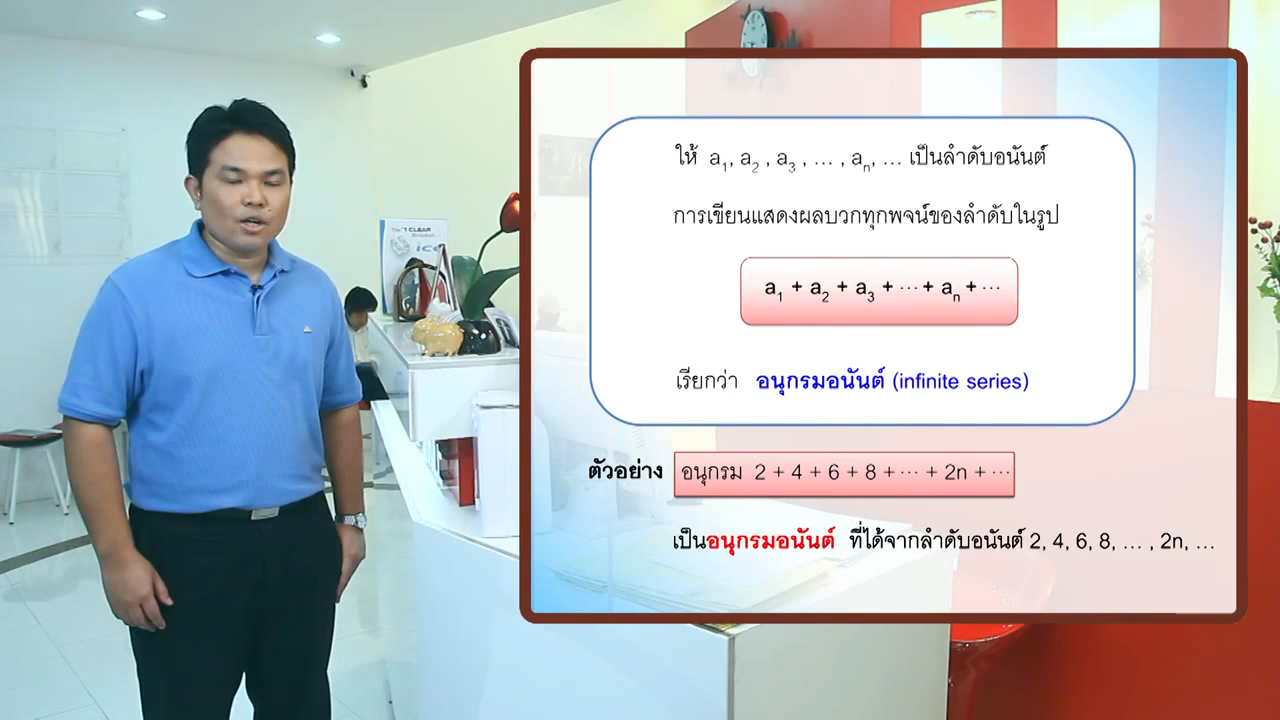 ให้ a₁, a₂ , a₃ , … , aₙ, … เป็นลำดับอนันต์
การเขียนแสดงผลบวกทุกพจน์ของลำดับในรูป
a₁ + a₂ + a₃ + ⋯ + aₙ + ⋯
เรียกว่า อนุกรมอนันต์ (infinite series)
ตัวอย่าง อนุกรม 2 + 4 + 6 + 8 + ⋯ + 2n + ⋯
เป็นอนุกรมอนันต์ ที่ได้จากลำดับอนันต์ 2, 4, 6, 8, … , 2n, …
CLEAR